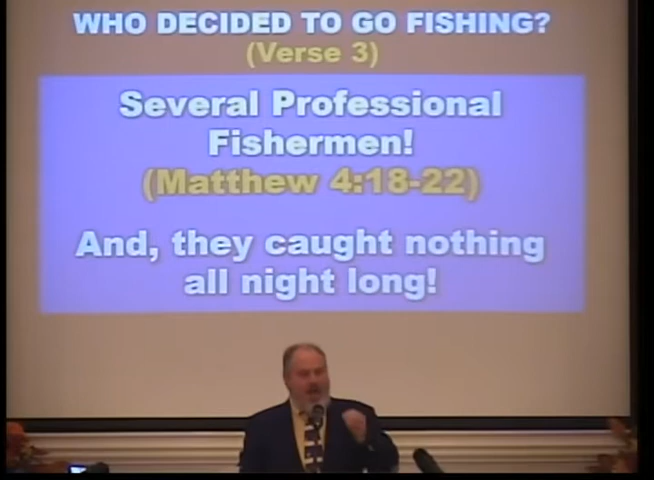 WHO DECIDED TO GO FISHING?
(Verse 3)
Several Professional
Fishermen!
(Matthew 4:18-22)
And, they caught nothing
all night long!